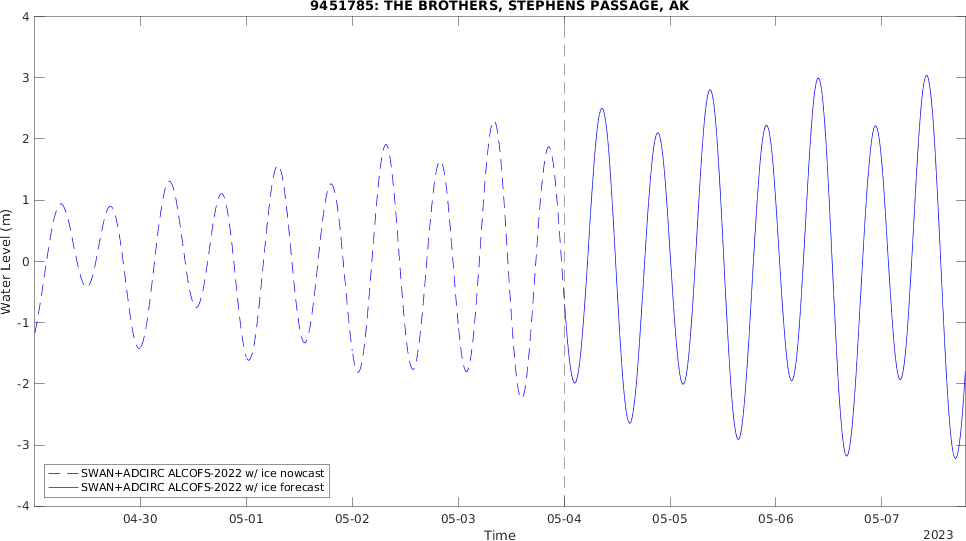 9451785: THE BROTHERS, STEPHENS PASSAGE, AK
4
3
2
1
0
-1
-2
-3
-4
Water Level (m)
SWAN+ADCIRC ALCOFS-2022 w/ ice nowcast
SWAN+ADCIRC ALCOFS-2022 w/ ice forecast
04-30 05-01 05-02 05-03 05-04 05-05 05-06 05-07
Time
2023